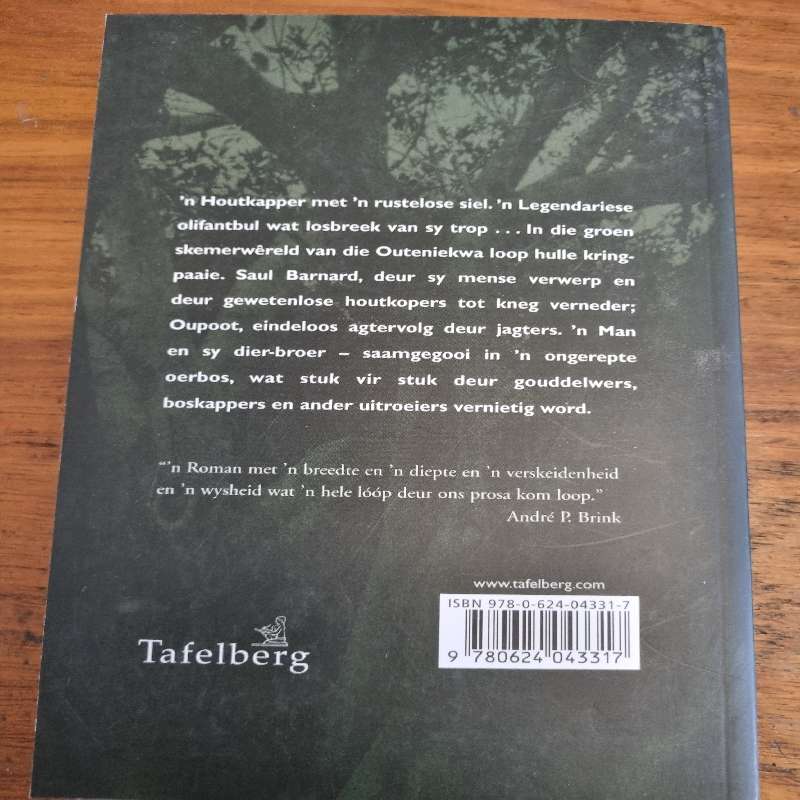 'n Houtkapper met 'n rustelose siel. 'n Legendariese
olifantbul wat losbreek van sy trop . . . In die groen
skemerwêreld van die Outeniekwa loop hulle kring-
paaie. Saul Barnard, deur sy mense verwerp en
deur gewetenlose houtkopers tot kneg verneder;
Oupoot, eindeloos agtervolg deur jagters. 'n Man
en sy dier-broer – saamgegooi in 'n ongerepte
oerbos, wat stuk vir stuk deur gouddelwers,
boskappers en ander uitroeiers vernietig word.
“'n Roman met 'n breedte en 'n diepte en 'n verskeidenheid
en 'n wysheid wat 'n hele lóóp deur ons prosa kom loop.”
André P. Brink
www.tafelberg.com
ISBN 978-0-624-04331-7
9 780624 043317
Tafelberg